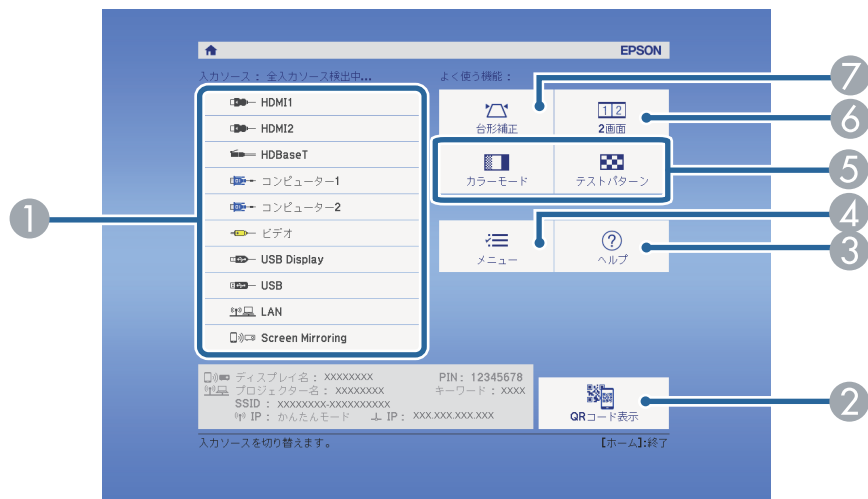 EPSON
入力ソース： 全入力ソース検出中...
よく使う機能：
HDMI1
HDMI2
HDBaseT
コンピューター1
コンピューター2
ビデオ
USB Display
USB
LAN
Screen Mirroring
台形補正
1 2
2画面
カラーモード
テストパターン
メニュー
?
ヘルプ
ディスプレイ名： XXXXXXXX
PIN： 12345678
プロジェクター名： XXXXXXXX
キーワード： XXXX
SSID： XXXXXXXX-XXXXXXXXXX
IP： かんたんモード
IP： XXX.XXX.XXX.XXX
QRコード表示
入力ソースを切り替えます。
【ホーム】:終了
1
7
6
5
4
3
2